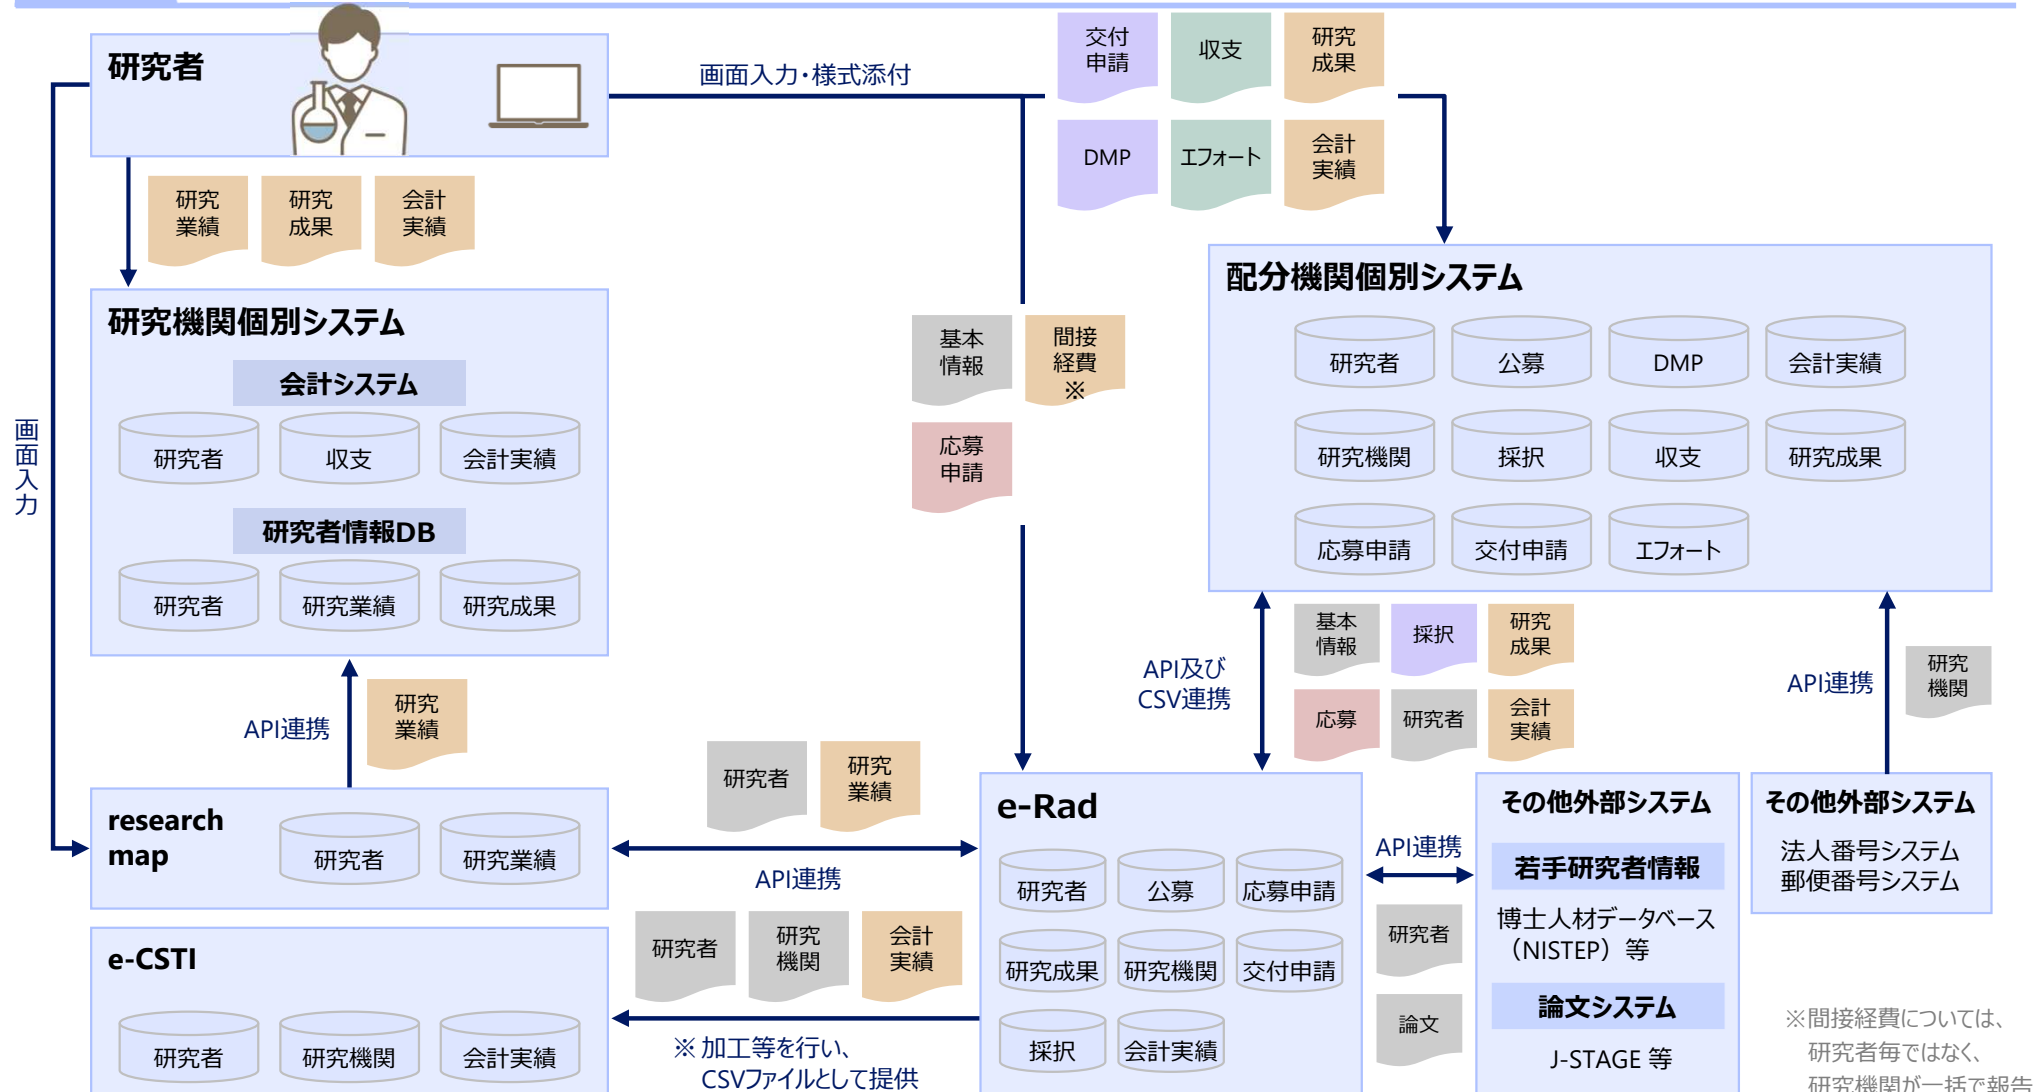 研究者
画面入力・様式添付
交付
申請
収支
研究
成果
DMP
エフォート
会計
実績
研究
業績
研究
成果
会計
実績
画面入力
研究機関個別システム
会計システム
研究者
収支
会計実績
研究者情報DB
研究者
研究業績
研究成果
基本
情報
間接
経費
※
応募
申請
配分機関個別システム
研究者
公募
DMP
会計実績
研究機関
採択
収支
研究成果
応募申請
交付申請
エフォート
API連携
研究
業績
API及び
CSV連携
基本
情報
採択
研究
成果
応募
研究者
会計
実績
API連携
研究
機関
research
map
研究者
研究業績
研究者
研究
業績
API連携
e-Rad
研究者
公募
応募申請
研究成果
研究機関
交付申請
採択
会計実績
API連携
研究者
論文
その他外部システム
若手研究者情報
博士人材データベース
（NISTEP）等
論文システム
J-STAGE 等
その他外部システム
法人番号システム
郵便番号システム
e-CSTI
研究者
研究機関
会計実績
研究者
研究
機関
会計
実績
※ 加工等を行い、
CSVファイルとして提供
※間接経費については、
研究者毎ではなく、
研究機関が一括で報告